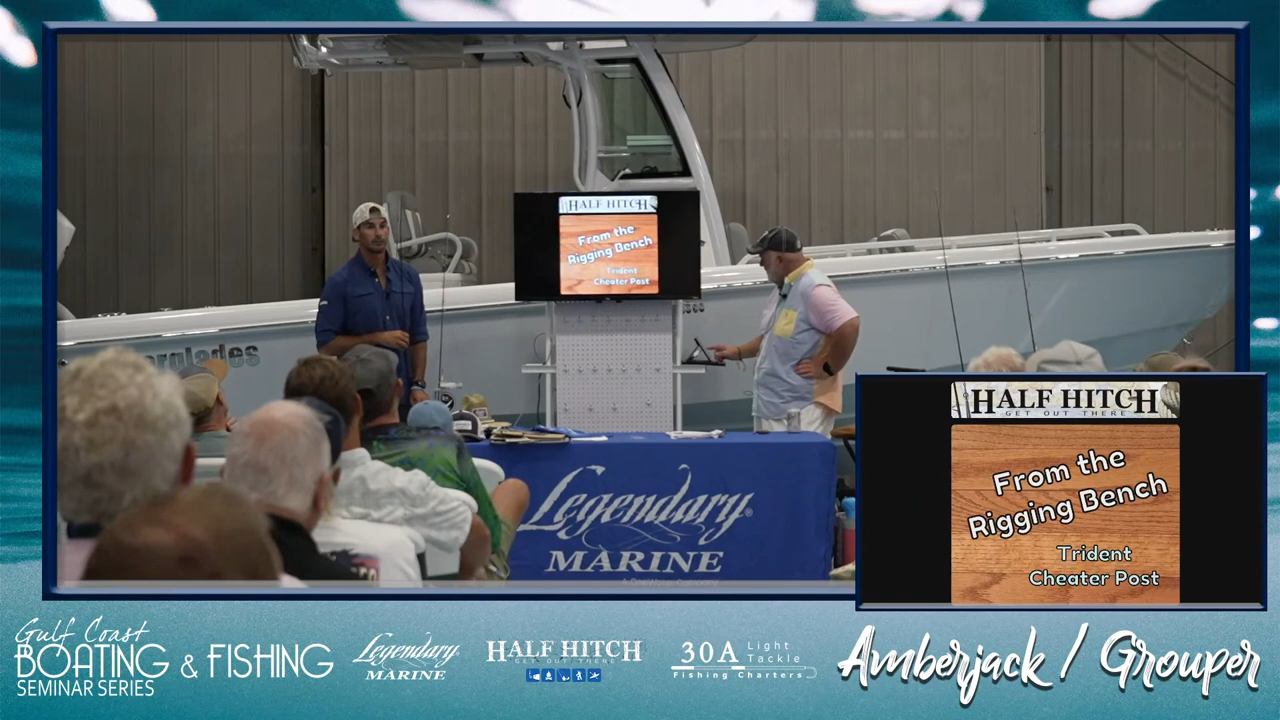 HALF HITCH
From the
Rigging Bench
Trident
Cheater Post
erglades
Legendary®
MARINE
HALF HITCH
GET OUT THERE
From the
Rigging Bench
Trident
Cheater Post
Gulf Coast
BOATING & FISHING
SEMINAR SERIES
Legendary
MARINE
HALF HITCH
GET OUT THERE
30A Light Tackle
Fishing Charters
Amberjack / Grouper